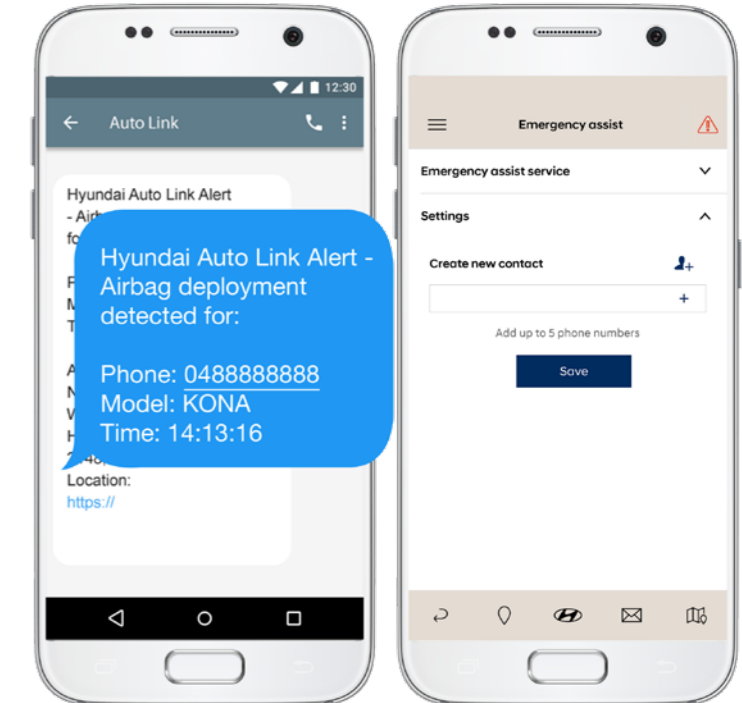 12:30
Auto Link
Hyundai Auto Link Alert
Hyundai Auto Link Alert -
Airbag deployment
detected for:
Phone: 0488888888
Model: KONA
Time: 14:13:16
Location:
https://
Emergency assist
Emergency assist service
Settings
Create new contact
+
Add up to 5 phone numbers
Save